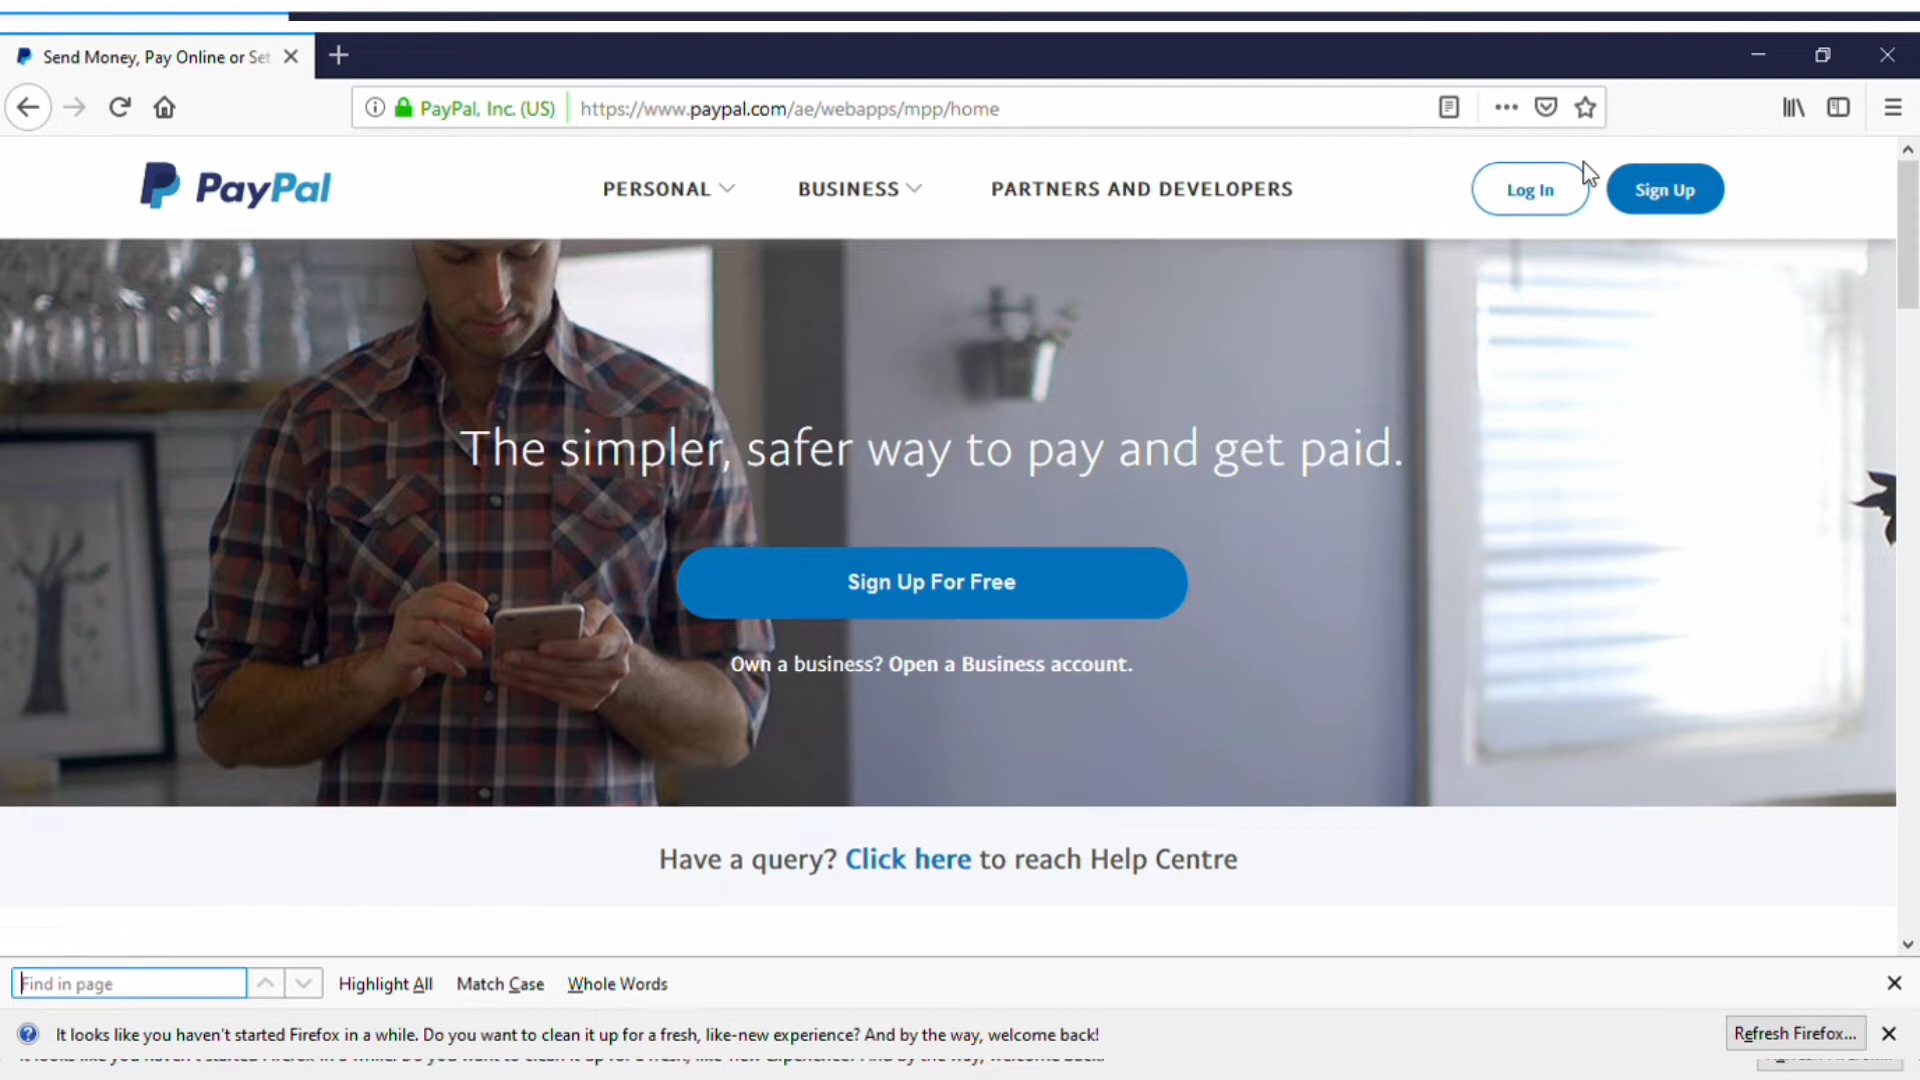 Send Money, Pay Online or Set
PayPal, Inc. (US) https://www.paypal.com/ae/webapps/mpp/home
PayPal PERSONAL BUSINESS PARTNERS AND DEVELOPERS Log In Sign Up
The simpler, safer way to pay and get paid.
Sign Up For Free
Own a business? Open a Business account.
Have a query? Click here to reach Help Centre
Find in page Highlight All Match Case Whole Words
It looks like you haven't started Firefox in a while. Do you want to clean it up for a fresh, like-new experience? And by the way, welcome back! Refresh Firefox...